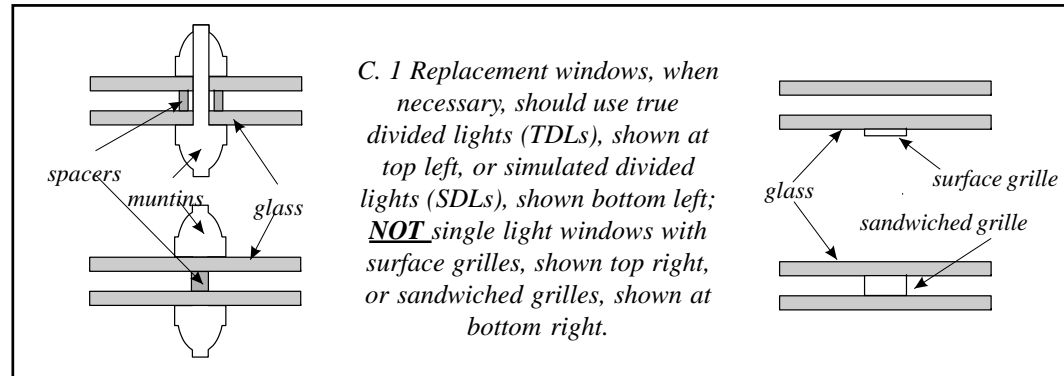 spacers
muntins
glass
C. 1 Replacement windows, when
necessary, should use true
divided lights (TDLs), shown at
top left, or simulated divided
lights (SDLs), shown bottom left;
NOT single light windows with
surface grilles, shown top right,
or sandwiched grilles, shown at
bottom right.
glass
surface grille
sandwiched grille